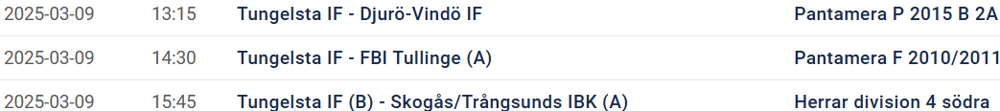 2025-03-09 13:15 Tungelsta IF - Djurö-Vindö IF Pantamera P 2015 B 2A
2025-03-09 14:30 Tungelsta IF - FBI Tullinge (A) Pantamera F 2010/2011
2025-03-09 15:45 Tungelsta IF (B) - Skogås/Trångsunds IBK (A) Herrar division 4 södra